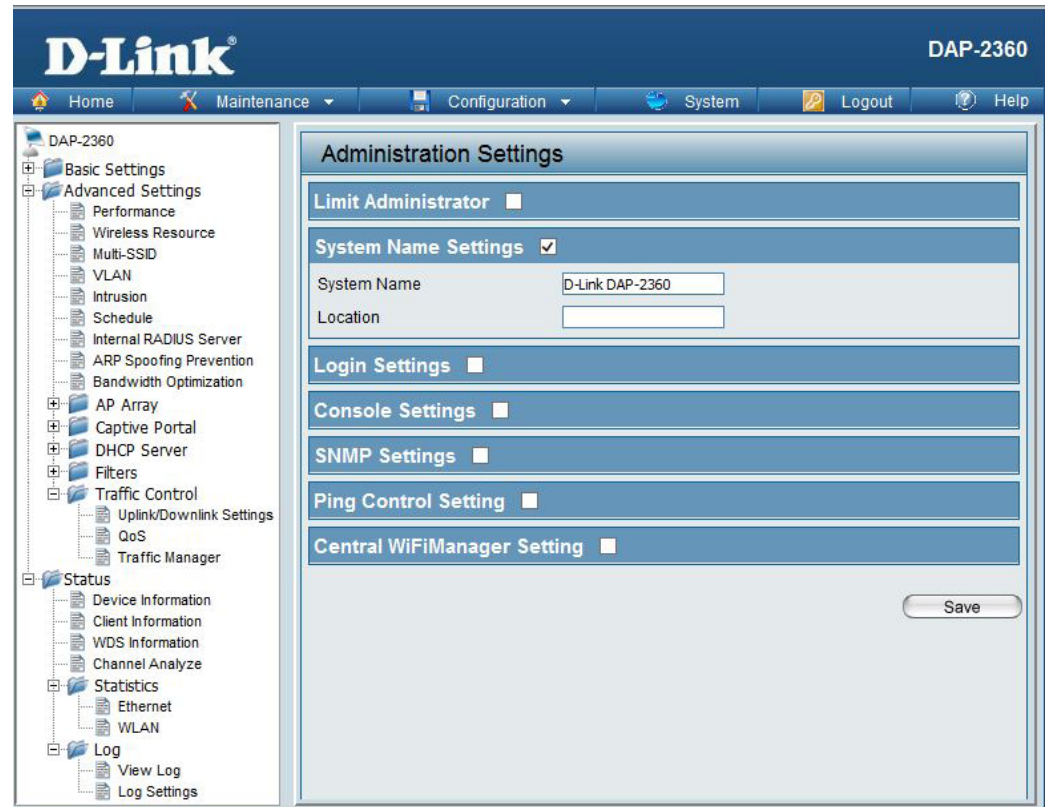 D-Link®
DAP-2360
Home Maintenance Configuration System Logout Help
DAP-2360
Basic Settings
Advanced Settings
Performance
Wireless Resource
Multi-SSID
VLAN
Intrusion
Schedule
Internal RADIUS Server
ARP Spoofing Prevention
Bandwidth Optimization
AP Array
Captive Portal
DHCP Server
Filters
Traffic Control
Uplink/Downlink Settings
QoS
Traffic Manager
Status
Device Information
Client Information
WDS Information
Channel Analyze
Statistics
Ethernet
WLAN
Log
View Log
Log Settings
Administration Settings
Limit Administrator
System Name Settings
System Name D-Link DAP-2360
Location
Login Settings
Console Settings
SNMP Settings
Ping Control Setting
Central WiFiManager Setting
Save